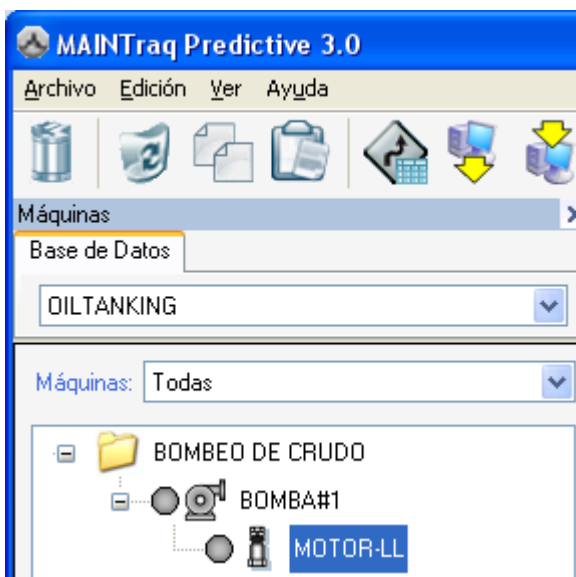 MAINTraq Predictive 3.0
Archivo Edición Ver Ayuda
Máquinas
Base de Datos
OILTANKING
Máquinas: Todas
BOMBEO DE CRUDO
BOMBA#1
MOTOR-LL